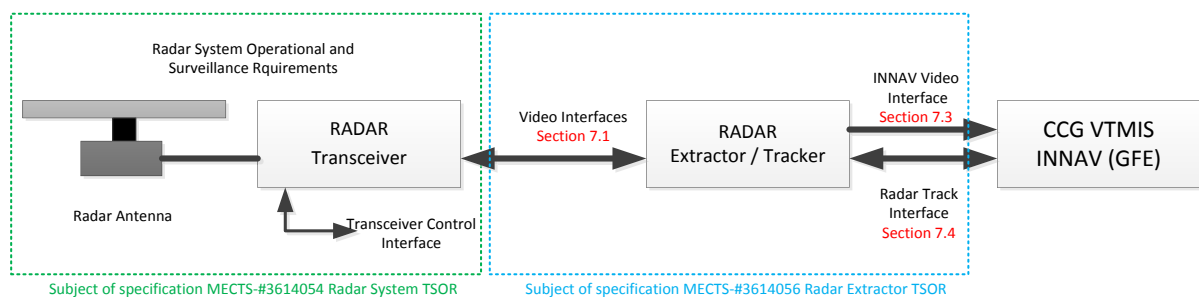 Radar System Operational and
Surveillance Rquirements
RADAR
Transceiver
Radar Antenna
Transceiver Control
Interface
Video Interfaces
Section 7.1
RADAR
Extractor / Tracker
INNAV Video
Interface
Section 7.3
Radar Track
Interface
Section 7.4
CCG VTMIS
INNAV (GFE)
Subject of specification MECTS-#3614054 Radar System TSOR
Subject of specification MECTS-#3614056 Radar Extractor TSOR